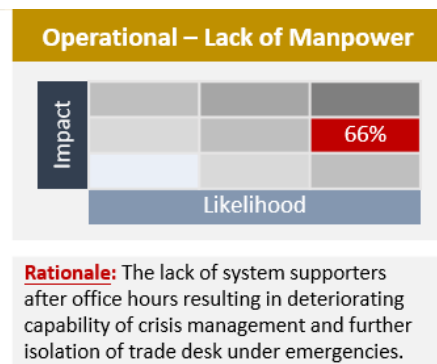 Operational – Lack of Manpower
Impact
66%
Likelihood
Rationale: The lack of system supporters
after office hours resulting in deteriorating
capability of crisis management and further
isolation of trade desk under emergencies.